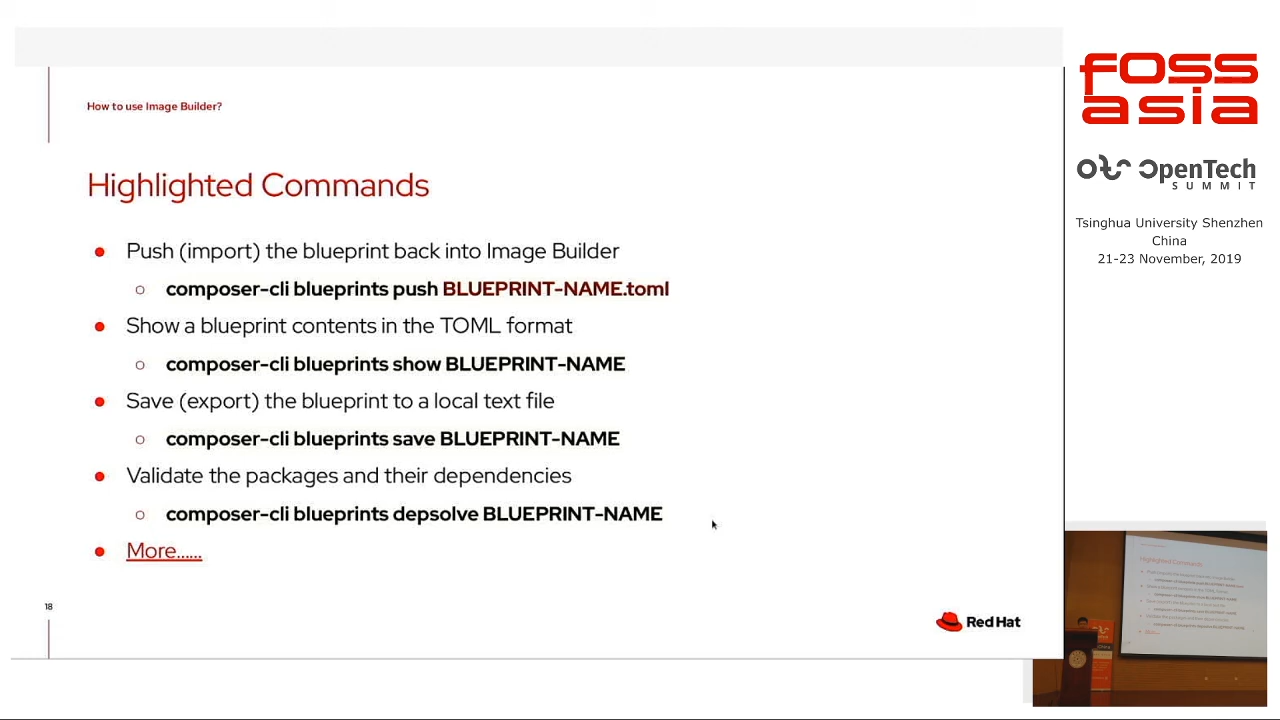 How to use Image Builder?
Highlighted Commands
● Push (import) the blueprint back into Image Builder
○ composer-cli blueprints push BLUEPRINT-NAME.toml
● Show a blueprint contents in the TOML format
○ composer-cli blueprints show BLUEPRINT-NAME
● Save (export) the blueprint to a local text file
○ composer-cli blueprints save BLUEPRINT-NAME
● Validate the packages and their dependencies
○ composer-cli blueprints depsolve BLUEPRINT-NAME
● More......
18
Red Hat
foss
asia
OpenTech
SUMMIT
Tsinghua University Shenzhen
China
21-23 November, 2019
Highlighted Commands